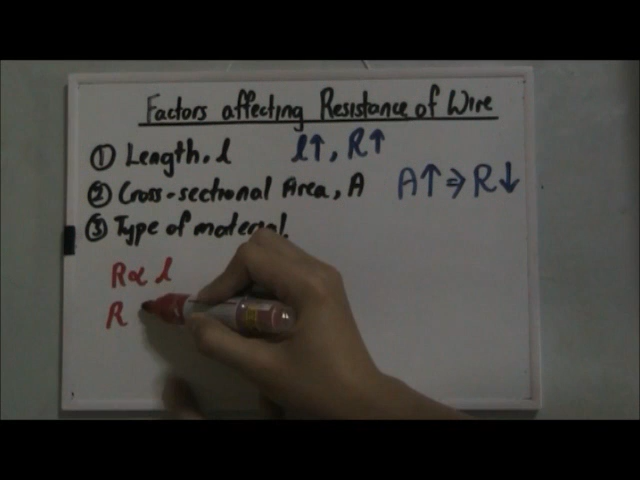 Factors affecting Resistance of Wire
① Length, l l↑, R↑
② Cross-sectional Area, A A↑ ⇒ R↓
③ Type of material.
R ∝ l
R